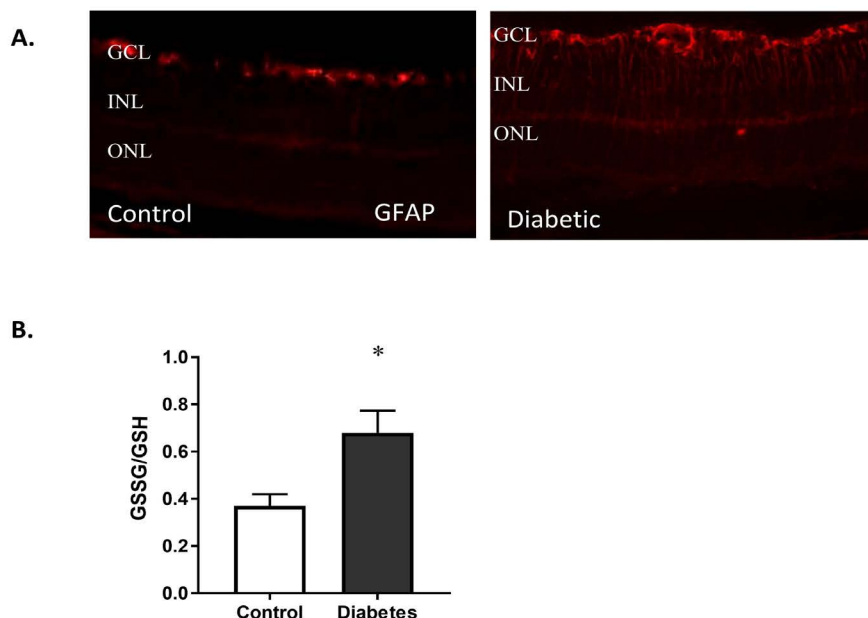 A.
GCL
INL
ONL
Control GFAP
GCL
INL
ONL
Diabetic
B.
*
1.0
0.8
0.6
0.4
0.2
0.0
GSSG/GSH
Control Diabetes